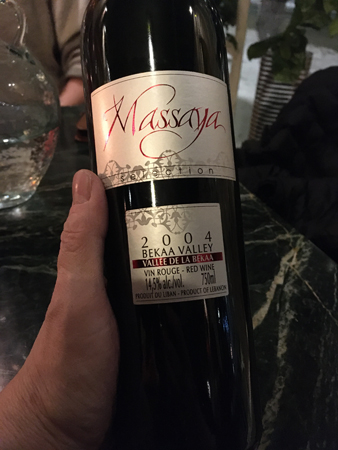 Massaya
selection
2004
BEKAA VALLEY
VALLÉE DE LA BEKAA
VIN ROUGE - RED WINE
14,5% alc./vol. 750ml
PRODUIT DU LIBAN - PRODUCT OF LEBANON